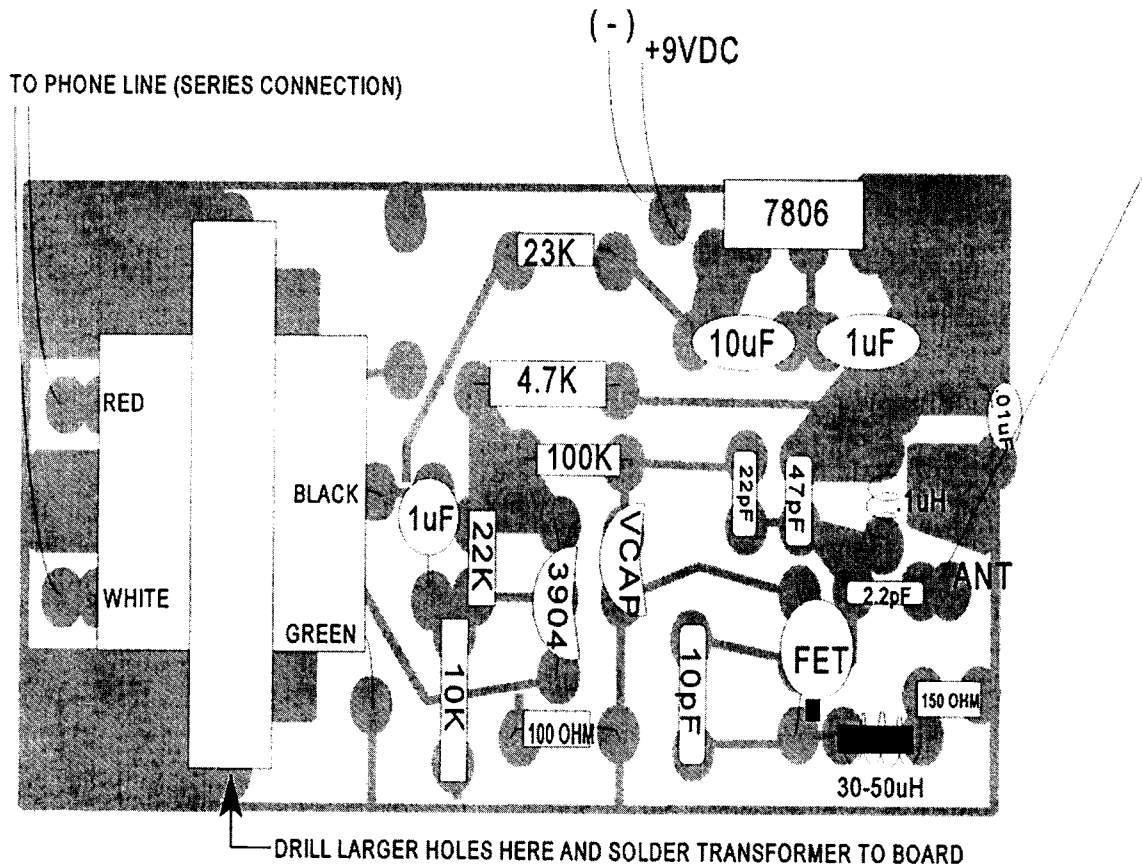 (-)
+9VDC
TO PHONE LINE (SERIES CONNECTION)
7806
23K
10uF
1uF
4.7K
RED
.01uF
100K
22pF
47pF
BLACK
.1uH
1uF
22K
VCAP
3904
ANT
2.2pF
WHITE
GREEN
FET
10K
10pF
150 OHM
100 OHM
30-50uH
DRILL LARGER HOLES HERE AND SOLDER TRANSFORMER TO BOARD